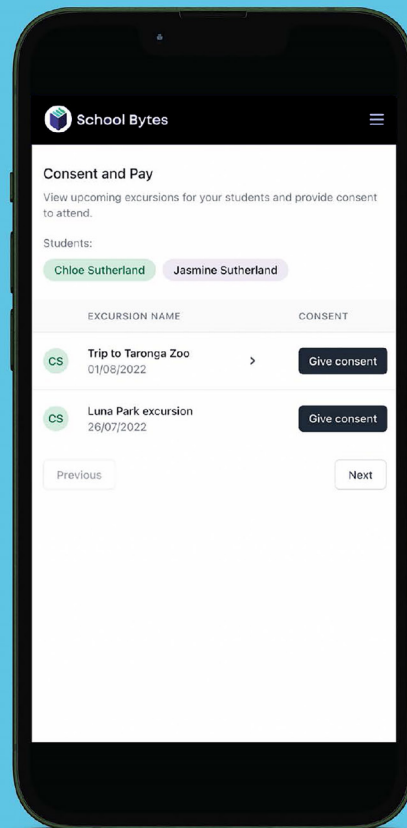 School Bytes
Consent and Pay
View upcoming excursions for your students and provide consent
to attend.
Students:
Chloe Sutherland Jasmine Sutherland
EXCURSION NAME CONSENT
CS Trip to Taronga Zoo > Give consent
01/08/2022
CS Luna Park excursion Give consent
26/07/2022
Previous Next